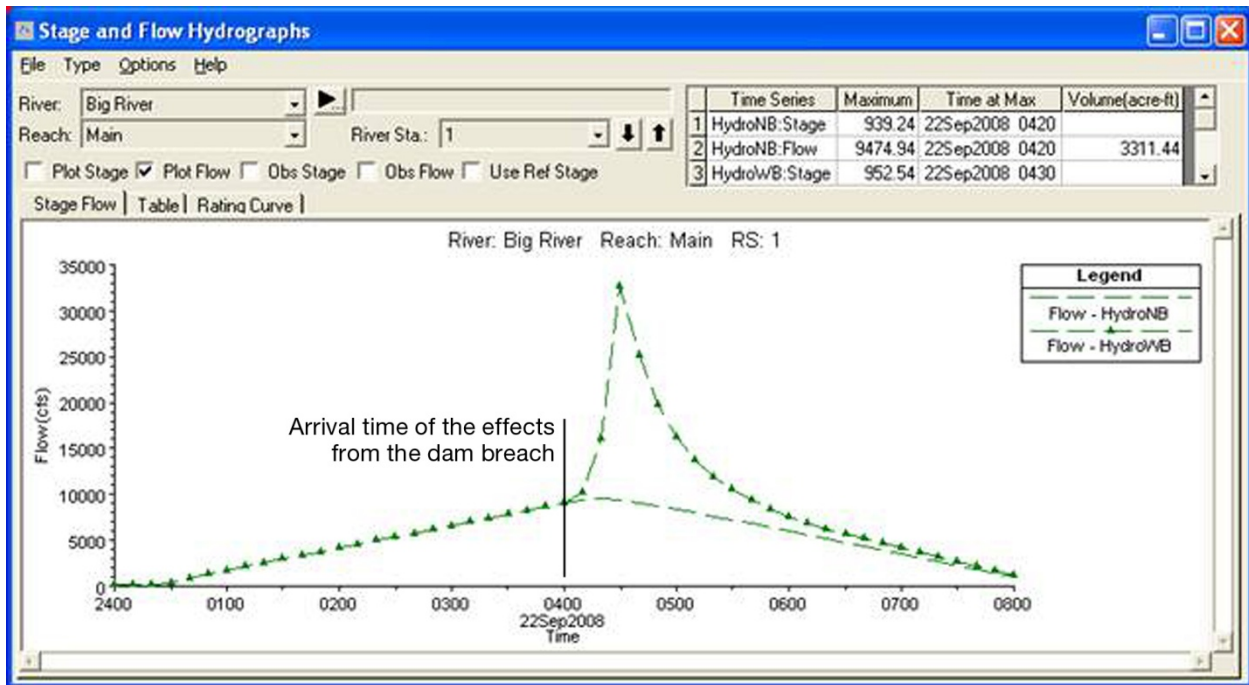 Stage and Flow Hydrographs
File Type Options Help
River: Big River
Reach: Main River Sta.: 1
Plot Stage Plot Flow Obs Stage Obs Flow Use Ref Stage
Time Series Maximum Time at Max Volume(acre-ft)
1 HydroNB:Stage 939.24 22Sep2008 0420
2 HydroNB:Flow 9474.94 22Sep2008 0420 3311.44
3 HydroWB:Stage 952.54 22Sep2008 0430
Stage Flow Table Rating Curve
River: Big River Reach: Main RS: 1
35000
30000
25000
20000
15000
10000
5000
0
Flow (cfs)
Arrival time of the effects
from the dam breach
Legend
Flow - HydroNB
Flow - HydroWB
2400 0100 0200 0300 0400 0500 0600 0700 0800
22Sep2008
Time